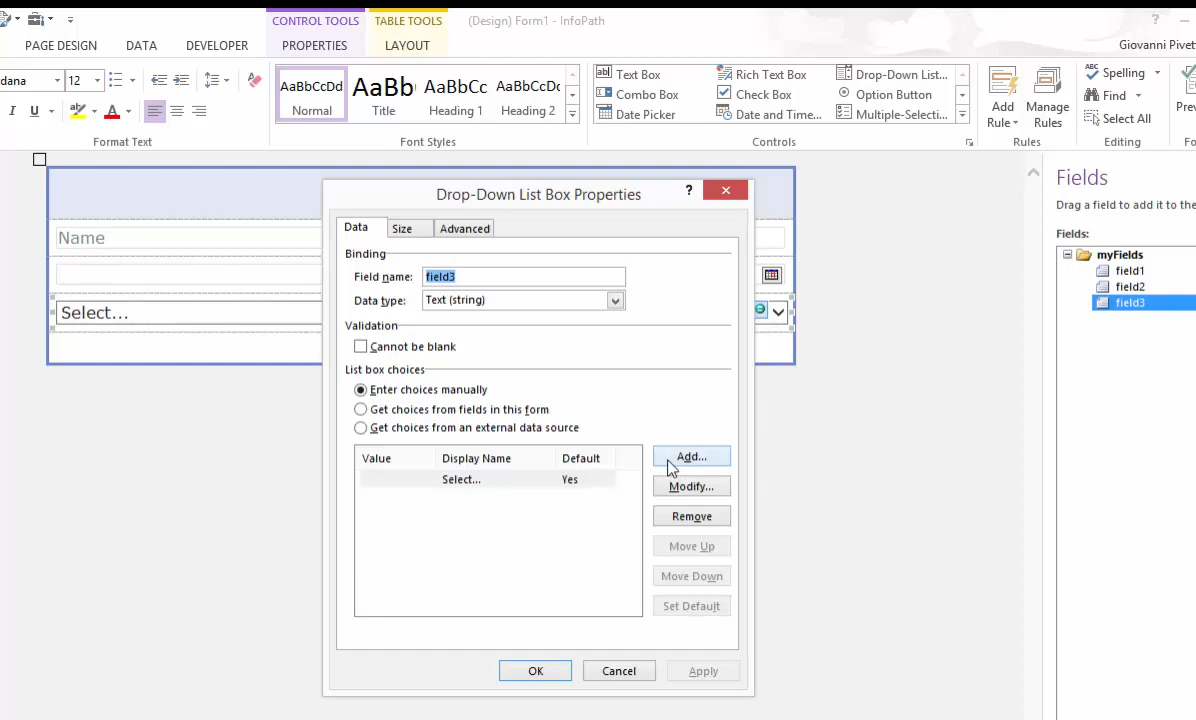 CONTROL TOOLS TABLE TOOLS (Design) Form1 - InfoPath ?
PAGE DESIGN DATA DEVELOPER PROPERTIES LAYOUT Giovanni Pivet
dana 12
I U A
AaBbCcDd AaBb( AaBbCc AaBbCcDc
Normal Title Heading 1 Heading 2
Text Box Rich Text Box Drop-Down List...
Combo Box Check Box Option Button
Date Picker Date and Time... Multiple-Selecti...
Add Rule Manage Rules
Spelling
Find
Select All
Prev
Format Text Font Styles Controls Rules Editing Fo
Fields
Drag a field to add it to the
Fields:
myFields
field1
field2
field3
Name
Select...
Drop-Down List Box Properties ?
Data Size Advanced
Binding
Field name: field3
Data type: Text (string)
Validation
Cannot be blank
List box choices
Enter choices manually
Get choices from fields in this form
Get choices from an external data source
Value Display Name Default
Select... Yes
Add...
Modify...
Remove
Move Up
Move Down
Set Default
OK Cancel Apply